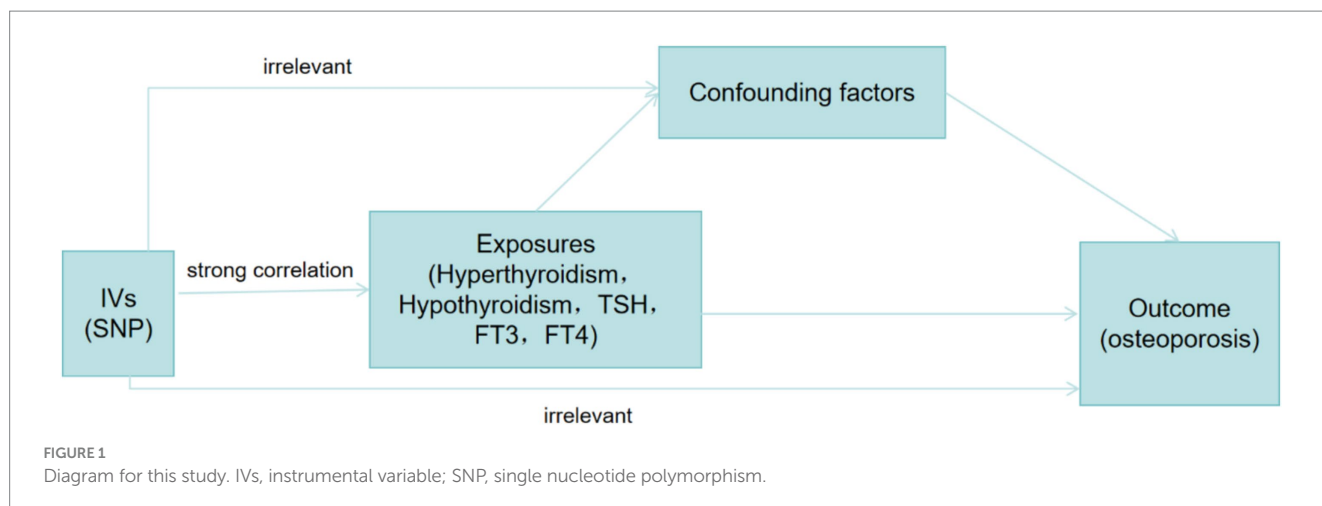 irrelevant
Confounding factors
Exposures
(Hyperthyroidism，
Hypothyroidism，TSH，
FT3，FT4)
strong correlation
IVs
(SNP)
Outcome
(osteoporosis)
irrelevant
FIGURE 1
Diagram for this study. IVs, instrumental variable; SNP, single nucleotide polymorphism.